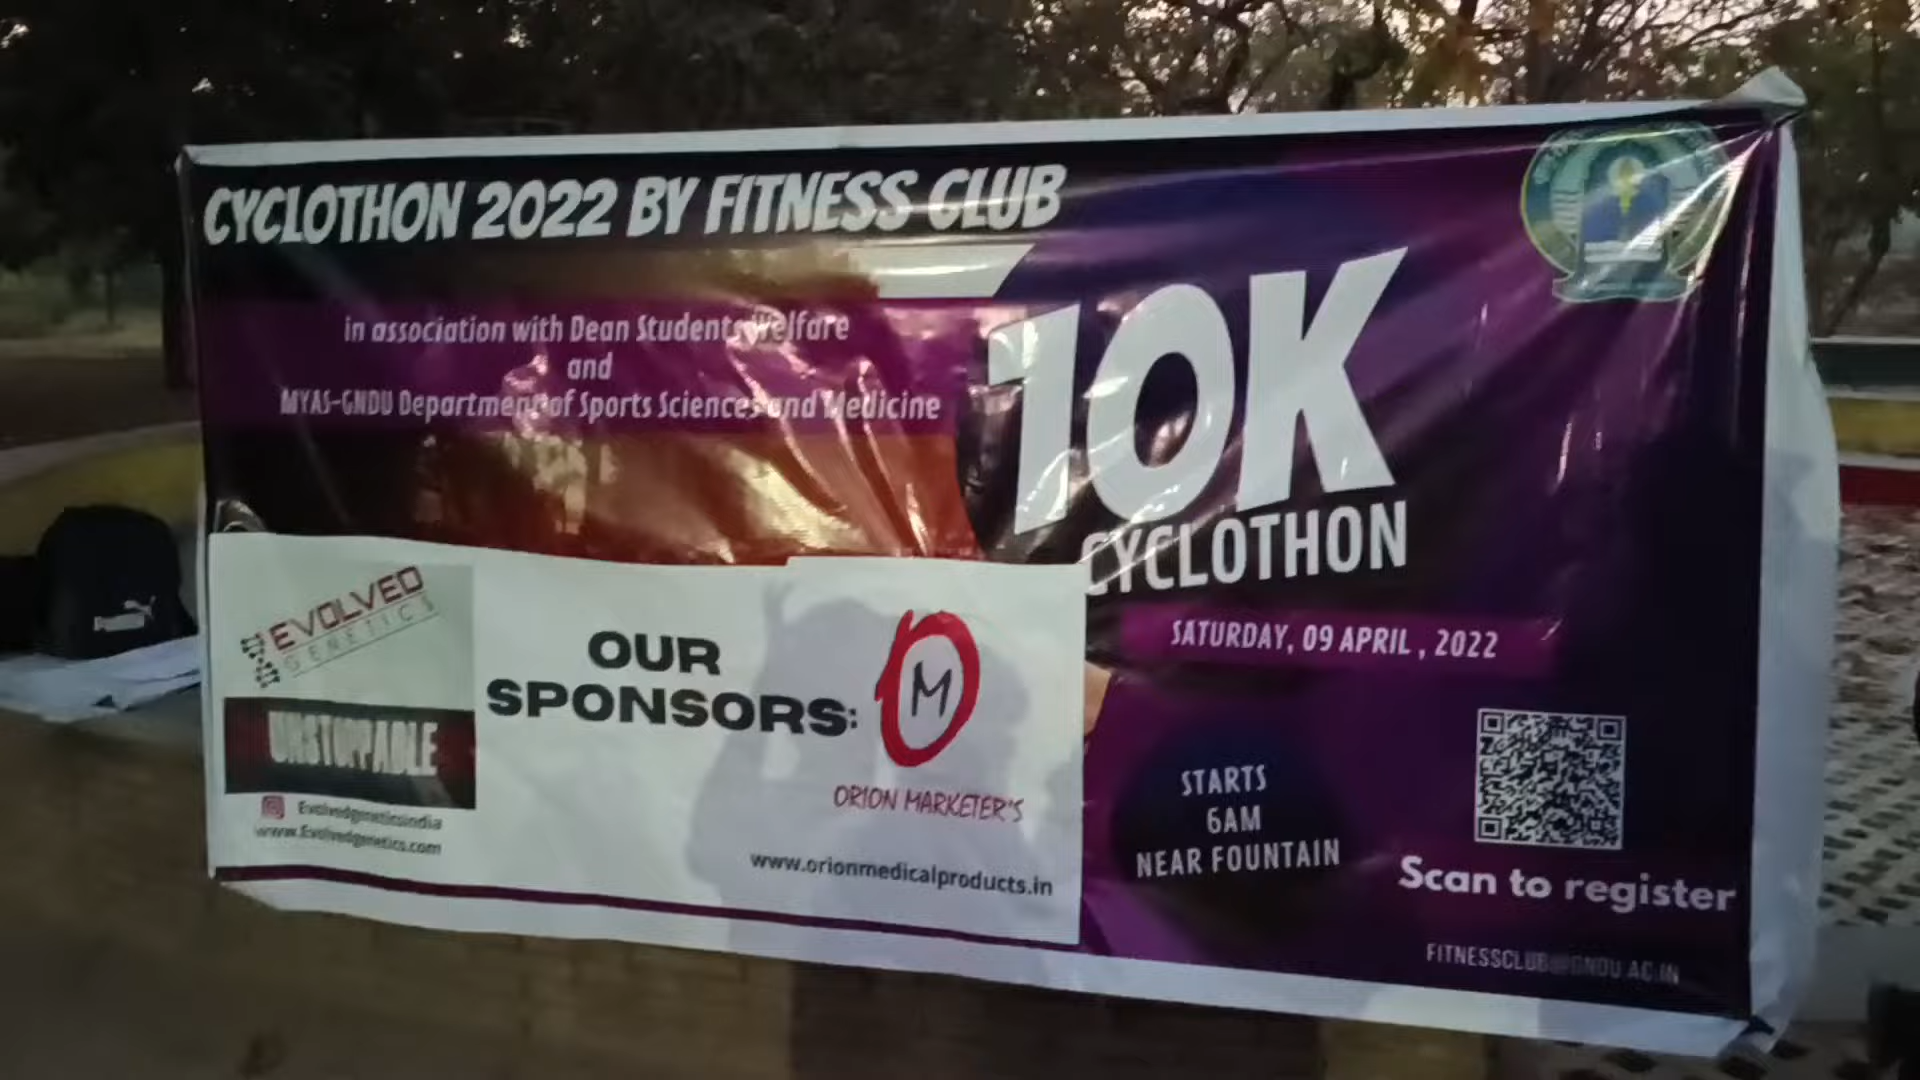 CYCLOTHON 2022 BY FITNESS CLUB
in association with Dean Students Welfare
and
MYAS-GNDU Department of Sports Sciences and Medicine
10K
CYCLOTHON
SATURDAY, 09 APRIL, 2022
STARTS
6AM
NEAR FOUNTAIN
Scan to register
FITNESSCLUB@GNDU.AC.IN
EVOLVED
GENETICS
UNSTOPPABLE
Evolvedgeneticsindia
www.Evolvedgenetics.com
OUR
SPONSORS:
M
ORION MARKETER'S
www.orionmedicalproducts.in
PUMA